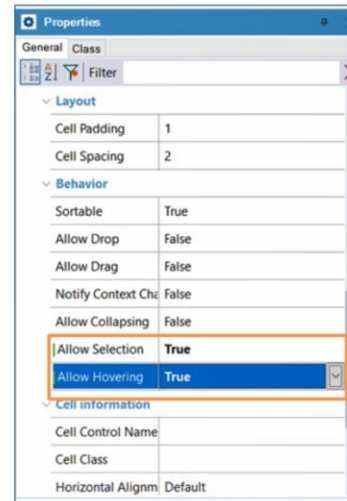 Properties
General Class
Filter
Layout
Cell Padding 1
Cell Spacing 2
Behavior
Sortable True
Allow Drop False
Allow Drag False
Notify Context Cha False
Allow Collapsing False
Allow Selection True
Allow Hovering True
Cell information
Cell Control Name
Cell Class
Horizontal Alignm Default